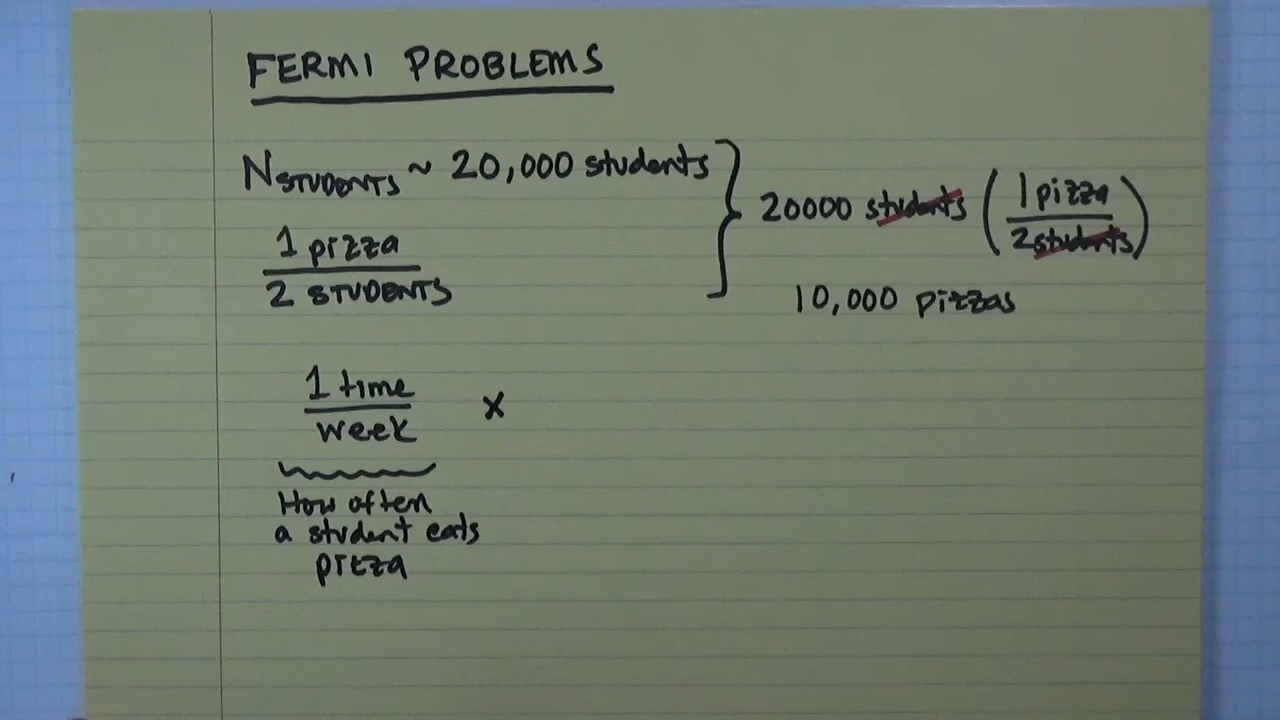 FERMI PROBLEMS
NSTUDENTS ~ 20,000 students
1 pizza
2 STUDENTS
20000 students ( 1 pizza
2 students )
10,000 pizzas
1 time
week
x
How often
a student eats
pizza